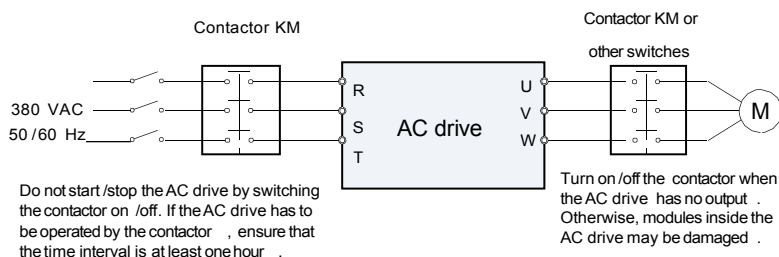 Contactor KM
Contactor KM or
other switches
380 VAC
50/60 Hz
R
S
T
AC drive
U
V
W
M
Do not start /stop the AC drive by switching
the contactor on /off. If the AC drive has to
be operated by the contactor , ensure that
the time interval is at least one hour .
Turn on /off the contactor when
the AC drive has no output .
Otherwise, modules inside the
AC drive may be damaged .